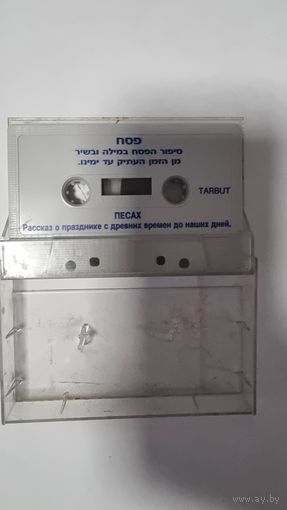 פסח
סיפור הפסח במילה ובשיר
מן הזמן העתיק עד ימינו.
TARBUT
ПЕСАХ
Рассказ о празднике с древних времен до наших дней.
www.ay.by